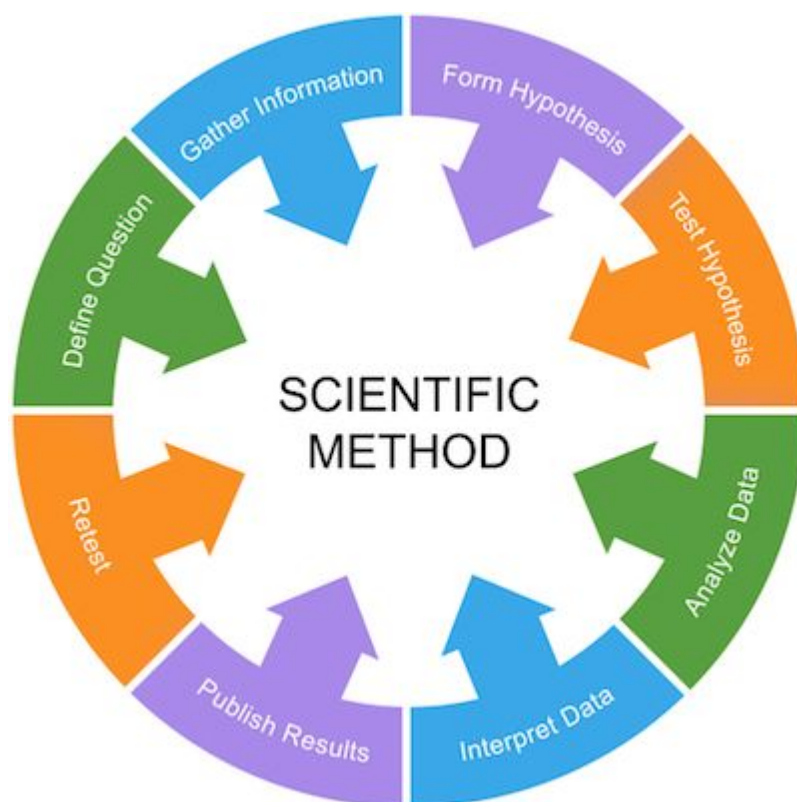 Gather Information
Form Hypothesis
Define Question
Test Hypothesis
SCIENTIFIC
METHOD
Retest
Analyze Data
Publish Results
Interpret Data